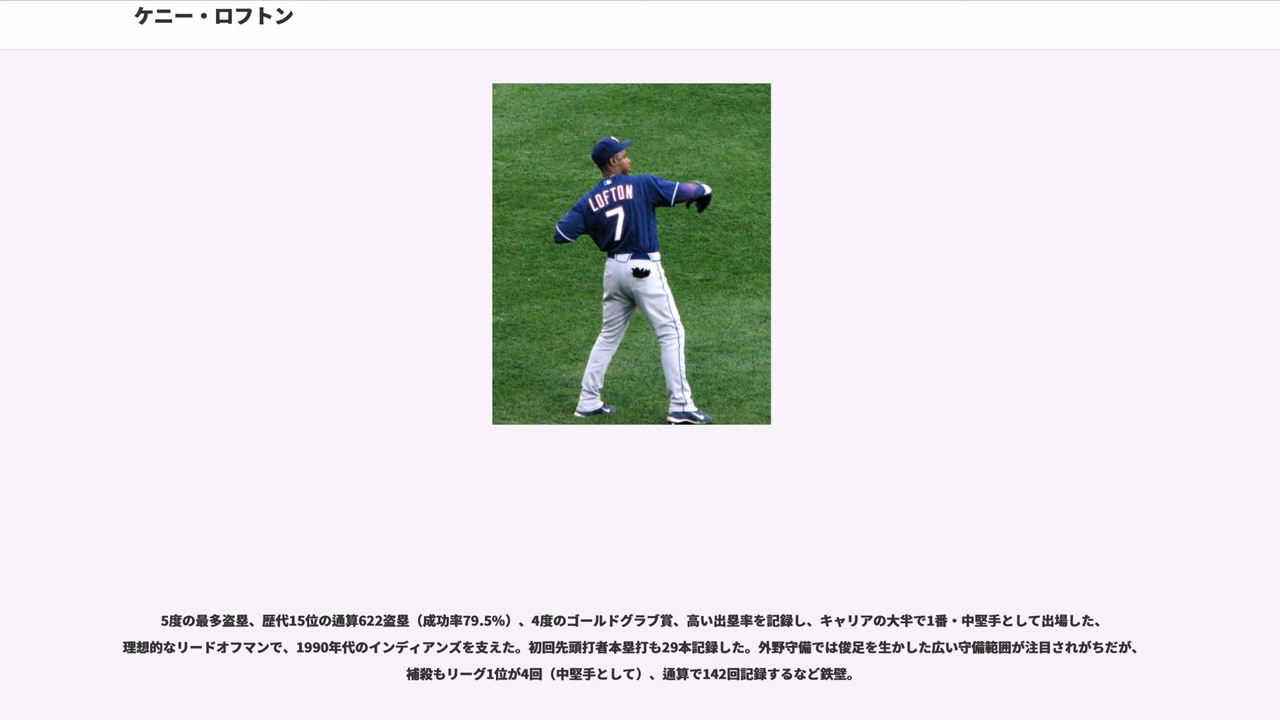 ケニー・ロフトン
LOFTON
7
5度の最多盗塁、歴代15位の通算622盗塁（成功率79.5%）、4度のゴールドグラブ賞、高い出塁率を記録し、キャリアの大半で1番・中堅手として出場した、
理想的なリードオフマンで、1990年代のインディアンズを支えた。初回先頭打者本塁打も29本記録した。外野守備では俊足を生かした広い守備範囲が注目されがちだが、
補殺もリーグ1位が4回（中堅手として）、通算で142回記録するなど鉄壁。